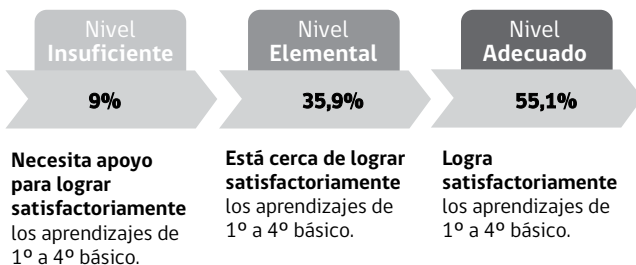 Nivel
Insuficiente
Nivel
Elemental
Nivel
Adecuado
9%
35,9%
55,1%
Necesita apoyo
para lograr
satisfactoriamente
los aprendizajes de
1º a 4º básico.
Está cerca de lograr
satisfactoriamente
los aprendizajes de
1º a 4º básico.
Logra
satisfactoriamente
los aprendizajes de
1º a 4º básico.